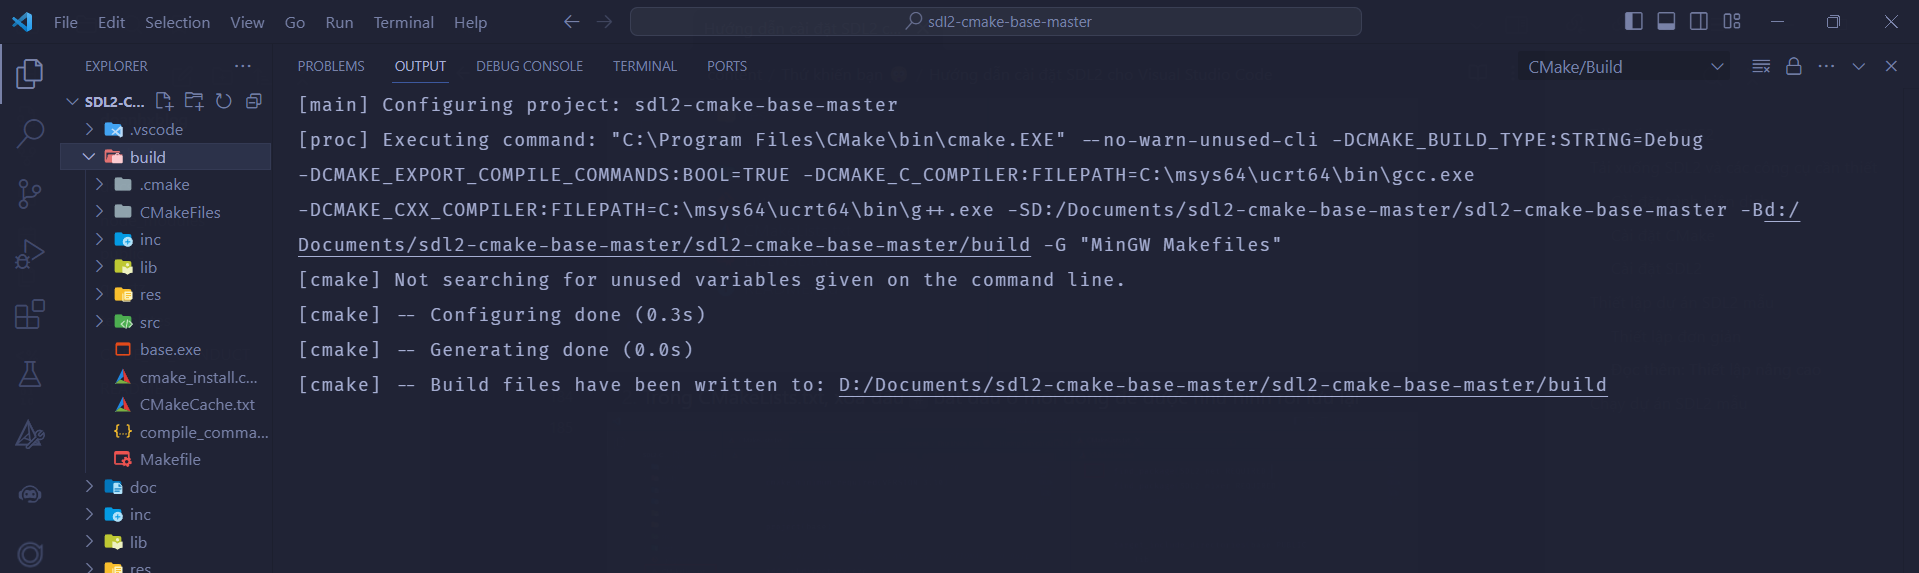 File Edit Selection View Go Run Terminal Help
sdl2-cmake-base-master
EXPLORER
SDL2-C...
.vscode
build
.cmake
CMakeFiles
inc
lib
res
src
base.exe
cmake_install.c...
CMakeCache.txt
compile_comma...
Makefile
doc
inc
lib
res
PROBLEMS OUTPUT DEBUG CONSOLE TERMINAL PORTS
CMake/Build
[main] Configuring project: sdl2-cmake-base-master
[proc] Executing command: "C:\Program Files\CMake\bin\cmake.EXE" --no-warn-unused-cli -DCMAKE_BUILD_TYPE:STRING=Debug
-DCMAKE_EXPORT_COMPILE_COMMANDS:BOOL=TRUE -DCMAKE_C_COMPILER:FILEPATH=C:\msys64\ucrt64\bin\gcc.exe
-DCMAKE_CXX_COMPILER:FILEPATH=C:\msys64\ucrt64\bin\g++.exe -SD:/Documents/sdl2-cmake-base-master/sdl2-cmake-base-master -Bd:/
Documents/sdl2-cmake-base-master/sdl2-cmake-base-master/build -G "MinGW Makefiles"
[cmake] Not searching for unused variables given on the command line.
[cmake] -- Configuring done (0.3s)
[cmake] -- Generating done (0.0s)
[cmake] -- Build files have been written to: D:/Documents/sdl2-cmake-base-master/sdl2-cmake-base-master/build